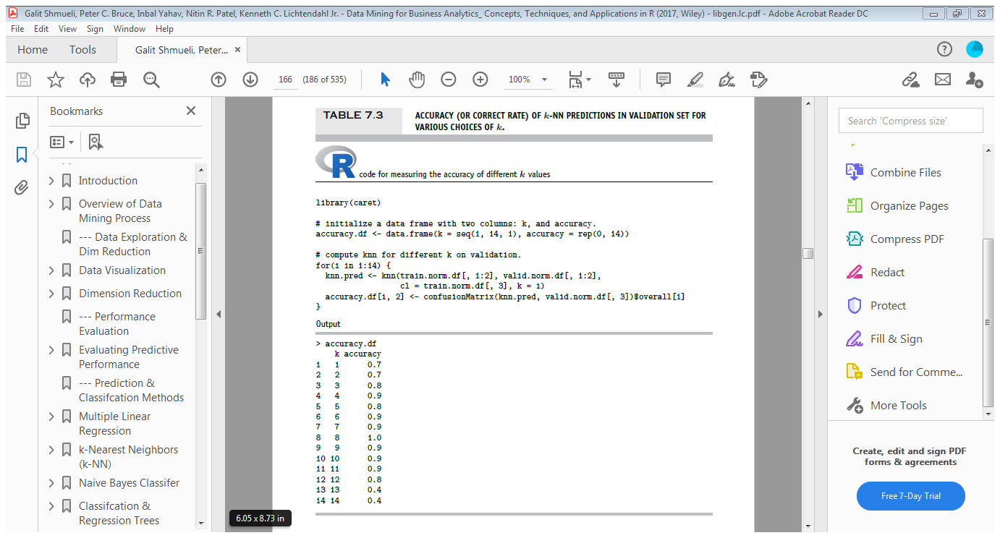 Galit Shmueli, Peter C. Bruce, Inbal Yahav, Nitin R. Patel, Kenneth C. Lichtendahl Jr. - Data Mining for Business Analytics_ Concepts, Techniques, and Applications in R (2017, Wiley) - libgen.lc.pdf - Adobe Acrobat Reader DC
File Edit View Sign Window Help
Home Tools Galit Shmueli, Peter... ×
166 (186 of 535) 100%
Bookmarks
Introduction
Overview of Data
Mining Process
--- Data Exploration &
Dim Reduction
Data Visualization
Dimension Reduction
--- Performance
Evaluation
Evaluating Predictive
Performance
--- Prediction &
Classifcation Methods
Multiple Linear
Regression
k-Nearest Neighbors
(k-NN)
Naive Bayes Classifer
Classifcation &
Regression Trees
TABLE 7.3 ACCURACY (OR CORRECT RATE) OF k-NN PREDICTIONS IN VALIDATION SET FOR
VARIOUS CHOICES OF k.
R code for measuring the accuracy of different k values
library(caret)
# initialize a data frame with two columns: k, and accuracy.
accuracy.df <- data.frame(k = seq(1, 14, 1), accuracy = rep(0, 14))
# compute knn for different k on validation.
for(i in 1:14) {
knn.pred <- knn(train.norm.df[, 1:2], valid.norm.df[, 1:2],
cl = train.norm.df[, 3], k = i)
accuracy.df[i, 2] <- confusionMatrix(knn.pred, valid.norm.df[, 3])$overall[1]
}
Output
> accuracy.df
k accuracy
1 1 0.7
2 2 0.7
3 3 0.8
4 4 0.9
5 5 0.8
6 6 0.9
7 7 0.9
8 8 1.0
9 9 0.9
10 10 0.9
11 11 0.9
12 12 0.8
13 13 0.4
14 14 0.4
6.05 x 8.73 in
Search 'Compress size'
Combine Files
Organize Pages
Compress PDF
Redact
Protect
Fill & Sign
Send for Comme...
More Tools
Create, edit and sign PDF
forms & agreements
Free 7-Day Trial